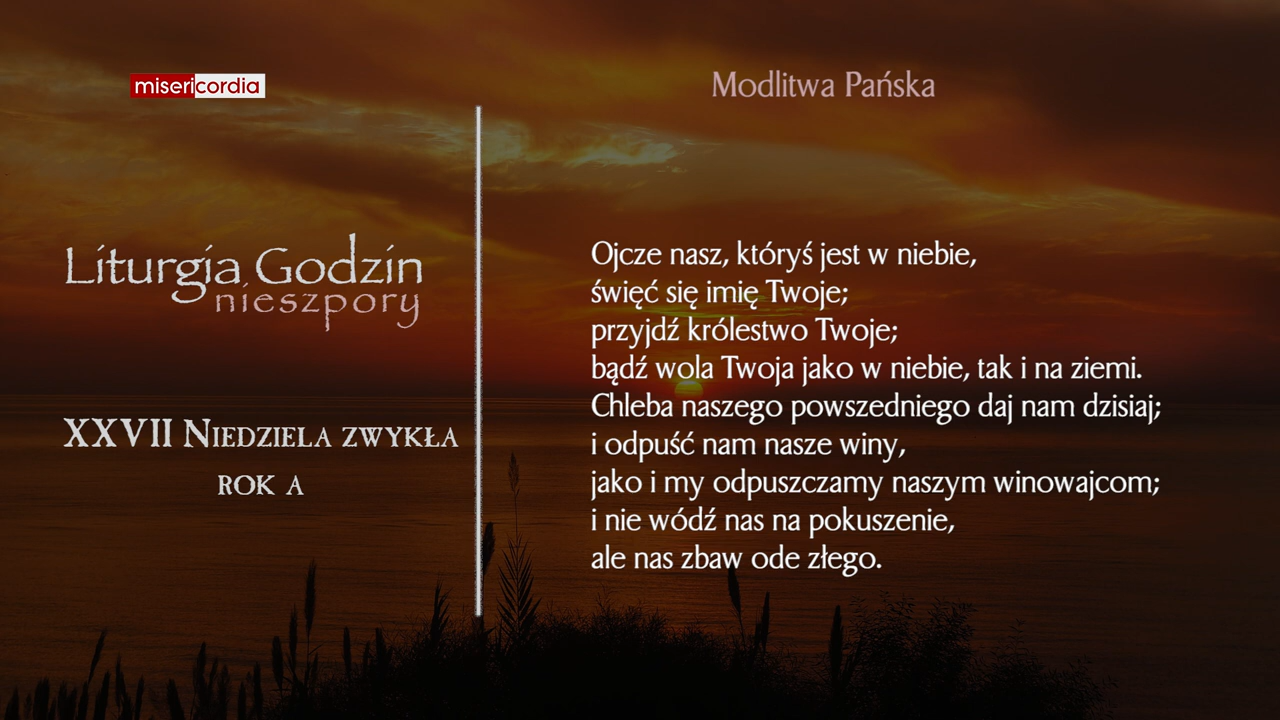 misericordia
Liturgia Godzin
nieszpory
XXVII Niedziela zwykła
rok A
Modlitwa Pańska
Ojcze nasz, któryś jest w niebie,
święć się imię Twoje;
przyjdź królestwo Twoje;
bądź wola Twoja jako w niebie, tak i na ziemi.
Chleba naszego powszedniego daj nam dzisiaj;
i odpuść nam nasze winy,
jako i my odpuszczamy naszym winowajcom;
i nie wódź nas na pokuszenie,
ale nas zbaw ode złego.